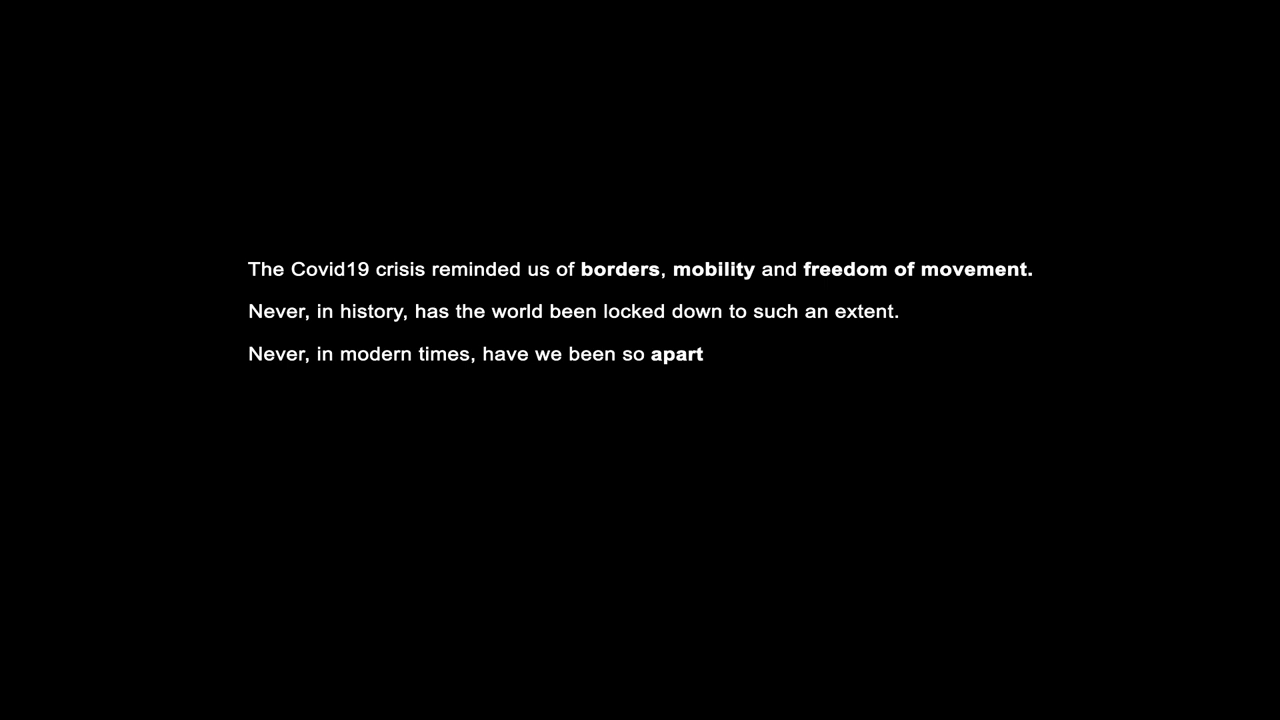 The Covid19 crisis reminded us of borders, mobility and freedom of movement.
Never, in history, has the world been locked down to such an extent.
Never, in modern times, have we been so apart